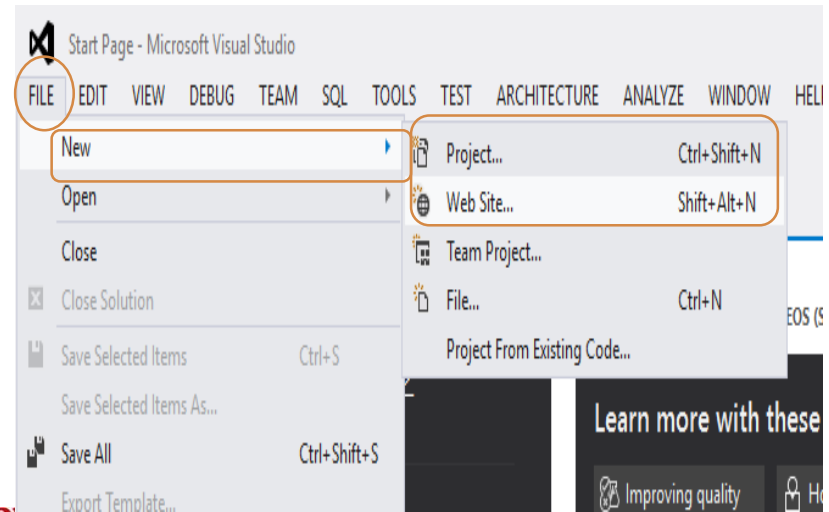 Start Page - Microsoft Visual Studio
FILE EDIT VIEW DEBUG TEAM SQL TOOLS TEST ARCHITECTURE ANALYZE WINDOW
New
Project... Ctrl+Shift+N
Open
Web Site... Shift+Alt+N
Close
Team Project...
Close Solution
File... Ctrl+N
Save Selected Items Ctrl+S
Project From Existing Code...
Save Selected Items As...
Learn more with these
Save All Ctrl+Shift+S
Export Template...
Improving quality